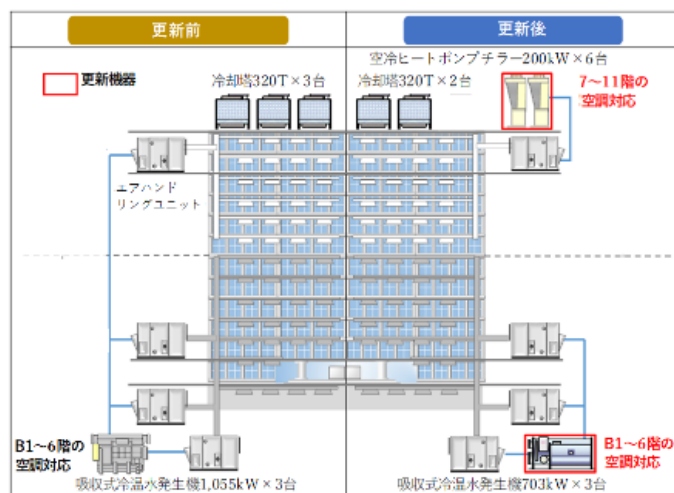 更新前
更新後
更新機器
冷却塔320T×3台
空冷ヒートポンプチラー200kW×6台
冷却塔320T×2台
7～11階の
空調対応
エアハンド
リングユニット
B1～6階の
空調対応
吸収式冷温水発生機1,055kW×3台
B1～6階の
空調対応
吸収式冷温水発生機703kW×3台